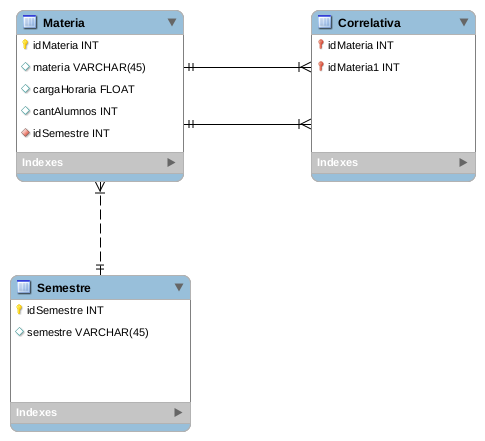 Materia
idMateria INT
materia VARCHAR(45)
cargaHoraria FLOAT
cantAlumnos INT
idSemestre INT
Indexes
Correlativa
idMateria INT
idMateria1 INT
Indexes
Semestre
idSemestre INT
semestre VARCHAR(45)
Indexes